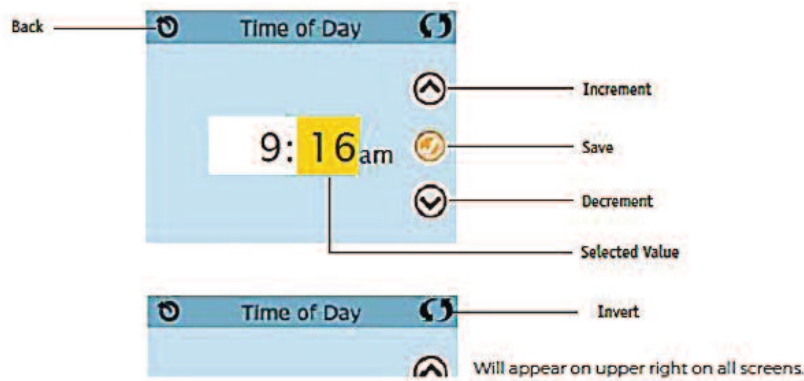 Back
Time of Day
Increment
9:16am
Save
Decrement
Selected Value
Time of Day
Invert
Will appear on upper right on all screens.